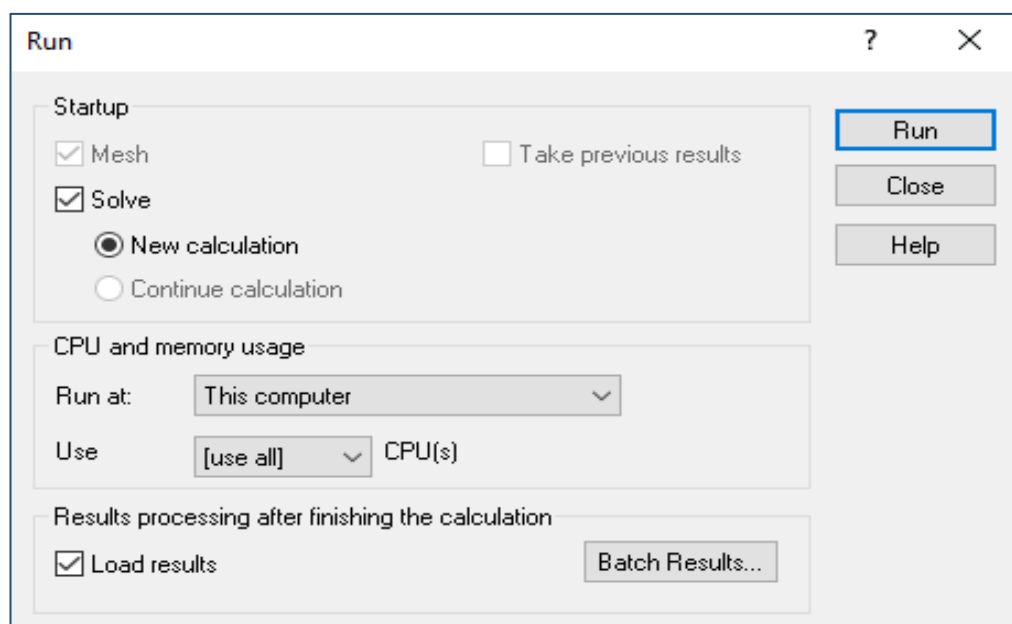 Run ?
Startup
Run
Mesh Take previous results
Close
Solve
New calculation
Help
Continue calculation
CPU and memory usage
Run at: This computer
Use [use all] CPU(s)
Results processing after finishing the calculation
Load results Batch Results...